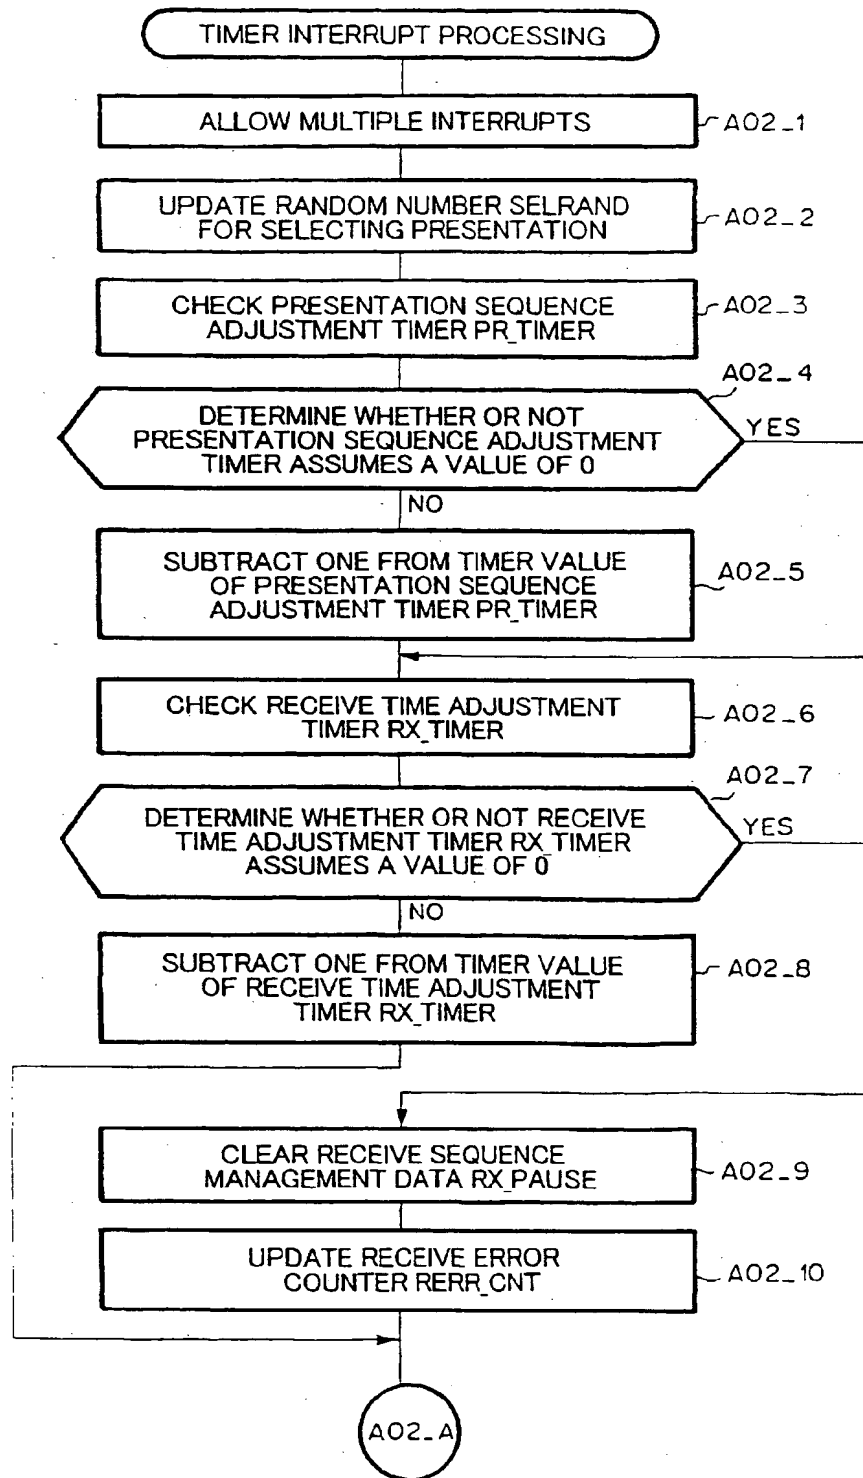 TIMER INTERRUPT PROCESSING
ALLOW MULTIPLE INTERRUPTS
A02_1
UPDATE RANDOM NUMBER SELRAND
FOR SELECTING PRESENTATION
A02_2
CHECK PRESENTATION SEQUENCE
ADJUSTMENT TIMER PR_TIMER
A02_3
A02_4
DETERMINE WHETHER OR NOT
PRESENTATION SEQUENCE ADJUSTMENT
TIMER ASSUMES A VALUE OF 0
YES
NO
SUBTRACT ONE FROM TIMER VALUE
OF PRESENTATION SEQUENCE
ADJUSTMENT TIMER PR_TIMER
A02_5
CHECK RECEIVE TIME ADJUSTMENT
TIMER RX_TIMER
A02_6
A02_7
DETERMINE WHETHER OR NOT RECEIVE
TIME ADJUSTMENT TIMER RX_TIMER
ASSUMES A VALUE OF 0
YES
NO
SUBTRACT ONE FROM TIMER VALUE
OF RECEIVE TIME ADJUSTMENT
TIMER RX_TIMER
A02_8
CLEAR RECEIVE SEQUENCE
MANAGEMENT DATA RX_PAUSE
A02_9
UPDATE RECEIVE ERROR
COUNTER RERR_CNT
A02_10
A02_A